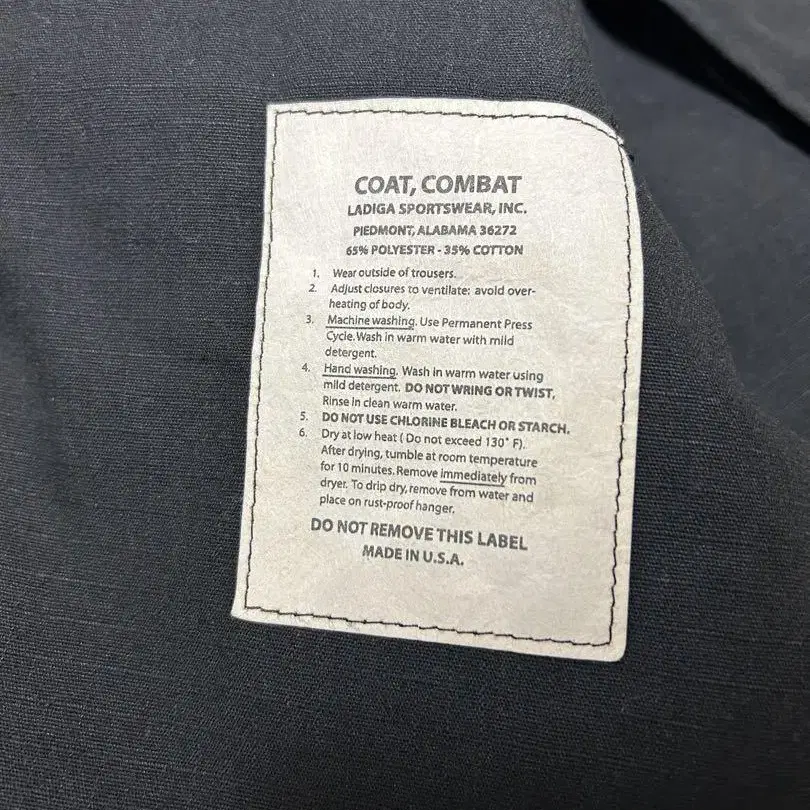 COAT, COMBAT
LADIGA SPORTSWEAR, INC.
PIEDMONT, ALABAMA 36272
65% POLYESTER - 35% COTTON
1. Wear outside of trousers.
2. Adjust closures to ventilate: avoid over-
heating of body.
3. Machine washing. Use Permanent Press
Cycle. Wash in warm water with mild
detergent.
4. Hand washing. Wash in warm water using
mild detergent. DO NOT WRING OR TWIST,
Rinse in clean warm water.
5. DO NOT USE CHLORINE BLEACH OR STARCH.
6. Dry at low heat ( Do not exceed 130° F).
After drying, tumble at room temperature
for 10 minutes. Remove immediately from
dryer. To drip dry, remove from water and
place on rust-proof hanger.
DO NOT REMOVE THIS LABEL
MADE IN U.S.A.